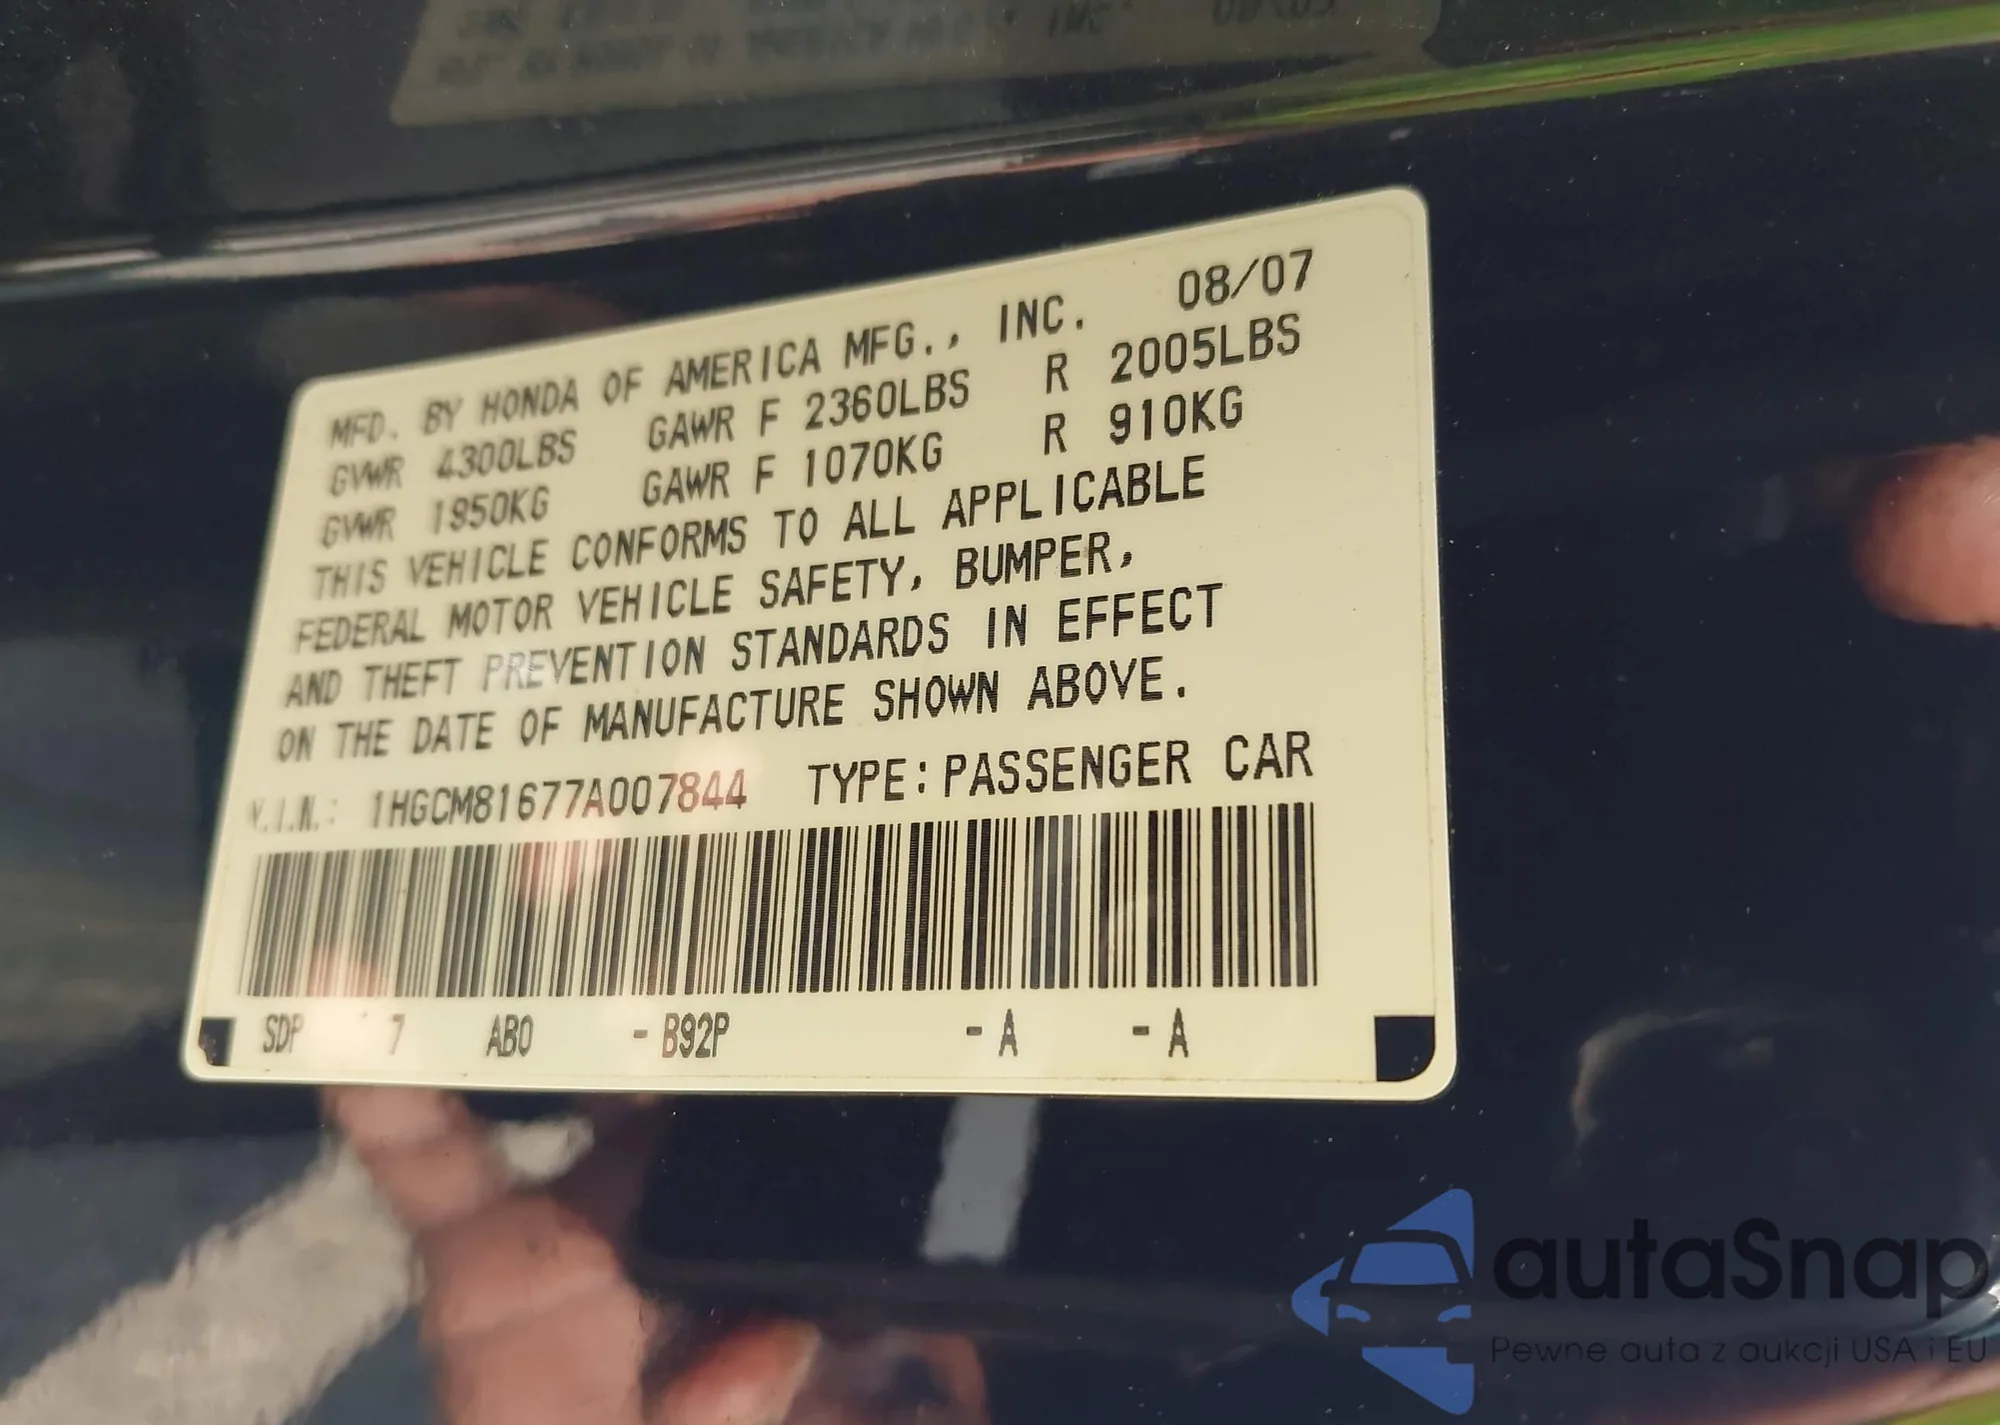 MFD. BY HONDA OF AMERICA MFG., INC. 08/07
GVWR 4300LBS GAWR F 2360LBS R 2005LBS
GVWR 1950KG GAWR F 1070KG R 910KG
THIS VEHICLE CONFORMS TO ALL APPLICABLE
FEDERAL MOTOR VEHICLE SAFETY, BUMPER,
AND THEFT PREVENTION STANDARDS IN EFFECT
ON THE DATE OF MANUFACTURE SHOWN ABOVE.
V.I.N.: 1HGCM81677A007844 TYPE: PASSENGER CAR
SDP 7 AB0 - B92P - A - A
autaSnap
Pewne auta z aukcji USA i EU